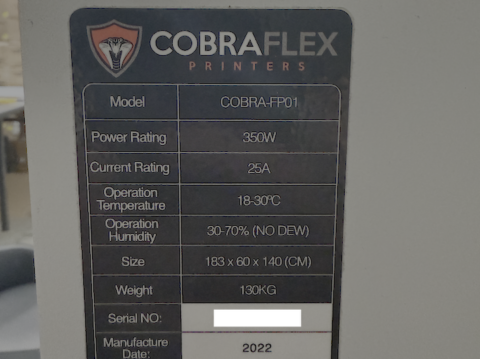 COBRAFLEX
PRINTERS
Model COBRA-FP01
Power Rating 350W
Current Rating 25A
Operation Temperature 18-30ºC
Operation Humidity 30-70% (NO DEW)
Size 183 x 60 x 140 (CM)
Weight 130KG
Serial NO:
Manufacture Date: 2022